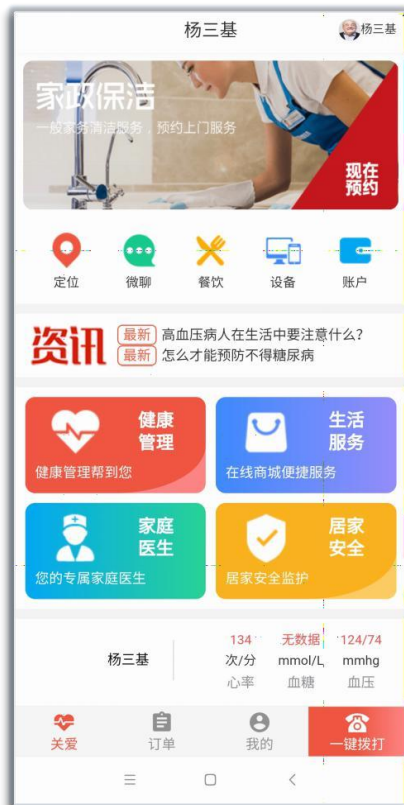 杨三基
杨三基
家政保洁
一般家务清洁服务，预约上门服务
现在
预约
定位
微聊
餐饮
设备
账户
资讯
最新 高血压病人在生活中要注意什么?
最新 怎么才能预防不得糖尿病
健康
管理
健康管理帮到您
生活
服务
在线商城便捷服务
家庭
医生
您的专属家庭医生
居家
安全
居家安全监护
杨三基
134 无数据 124/74
次/分 mmol/L mmhg
心率 血糖 血压
关爱
订单
我的
一键拨打